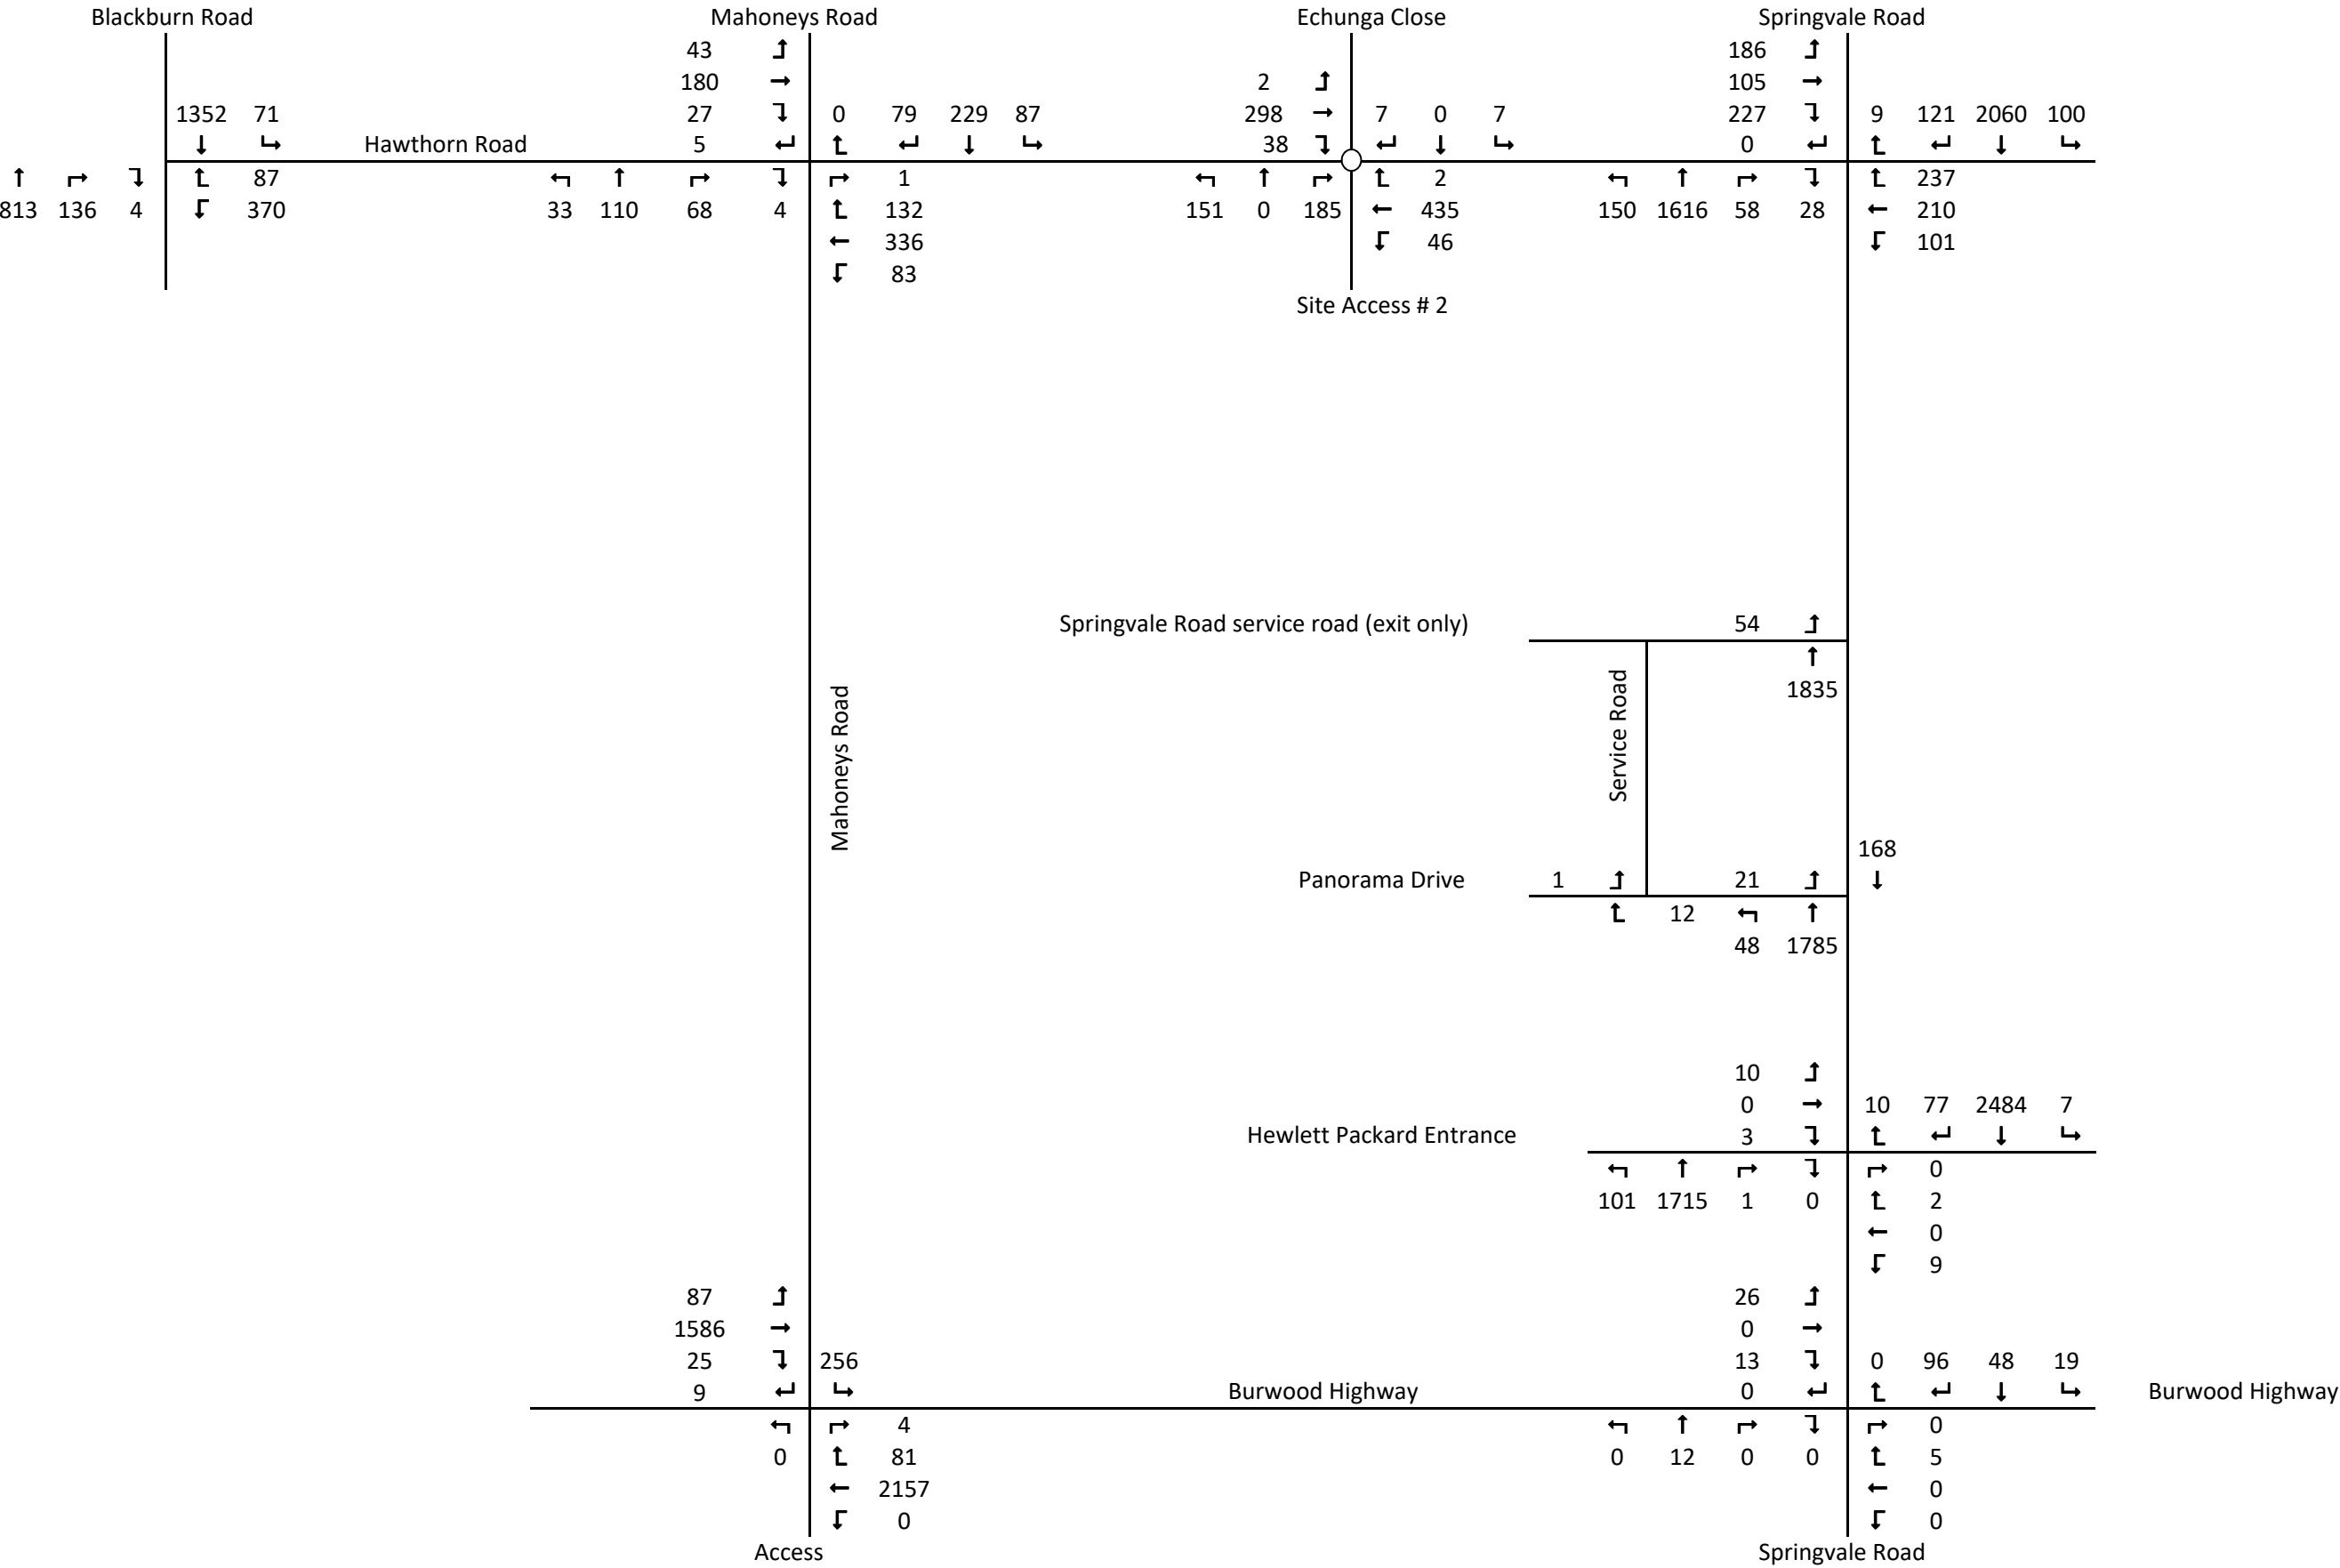 Blackburn Road Mahoneys Road Echunga Close Springvale Road
43 ⮥ 186 ⮥
180 → 2 ⮥ 105 →
1352 71 27 ⮧ 0 79 229 87 298 → 7 0 7 227 ⮧ 9 121 2060 100
↓ ↳ Hawthorn Road 5 ↵ ⮤ ↵ ↓ ↳ 38 ⮧ ↵ ↓ ↳ 0 ↵ ⮤ ↵ ↓ ↳
↑ ↱ ⮧ ⮤ 87 ↰ ↑ ↱ ⮧ ↱ 1 ↰ ↑ ↱ ⮤ 2 ↰ ↑ ↱ ⮧ ⮤ 237
813 136 4 ↓ 370 33 110 68 4 ⮤ 132 151 0 185 ← 435 150 1616 58 28 ← 210
← 336 ↓ 46 ↓ 101
↓ 83
Site Access # 2
Springvale Road service road (exit only) 54 ⮥
↑
1835
Mahoneys Road
Service Road
168
Panorama Drive 1 ⮥ 21 ⮥ ↓
⮤ 12 ↰ ↑
48 1785
10 ⮥
0 → 10 77 2484 7
Hewlett Packard Entrance 3 ⮧ ⮤ ↵ ↓ ↳
↰ ↑ ↱ ⮧ ↱ 0
101 1715 1 0 ⮤ 2
← 0
↓ 9
87 ⮥ 26 ⮥
1586 → 0 →
25 ⮧ 256 13 ⮧ 0 96 48 19
9 ↵ ↳ Burwood Highway 0 ↵ ⮤ ↵ ↓ ↳ Burwood Highway
↰ ↱ 4 ↰ ↑ ↱ ⮧ ↱ 0
0 ⮤ 81 0 12 0 0 ⮤ 5
← 2157 ← 0
↓ 0 ↓ 0
Access Springvale Road